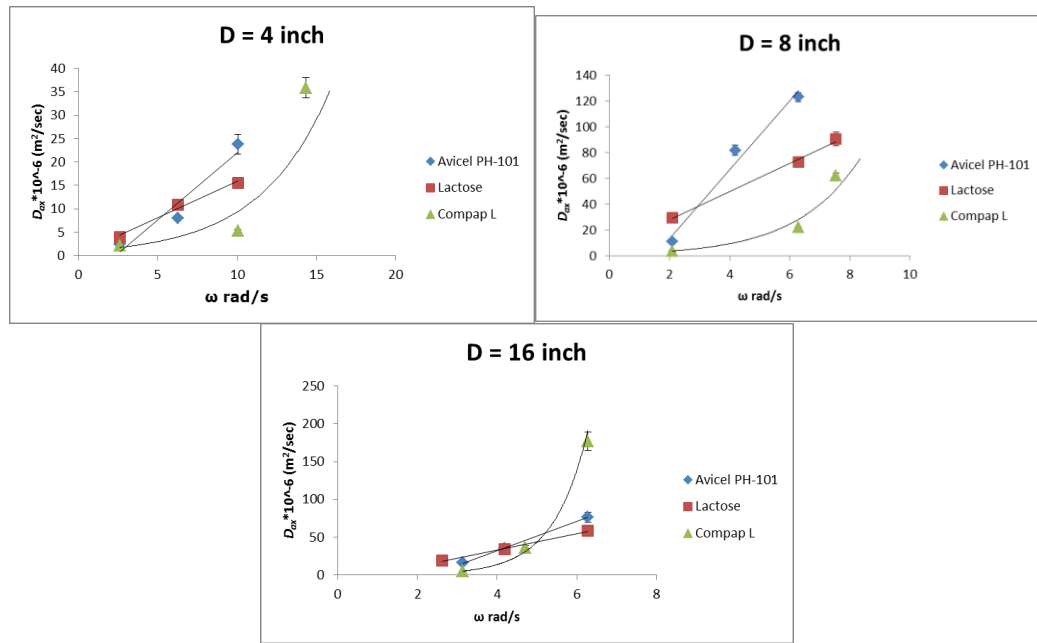 D = 4 inch
D_ax*10^-6 (m²/sec)
40
35
30
25
20
15
10
5
0
0 5 10 15 20
ω rad/s
Avicel PH-101
Lactose
Compap L
D = 8 inch
D_ax*10^-6 (m²/sec)
140
120
100
80
60
40
20
0
0 2 4 6 8 10
ω rad/s
Avicel PH-101
Lactose
Compap L
D = 16 inch
D_ax*10^-6 (m²/sec)
250
200
150
100
50
0
0 2 4 6 8
ω rad/s
Avicel PH-101
Lactose
Compap L